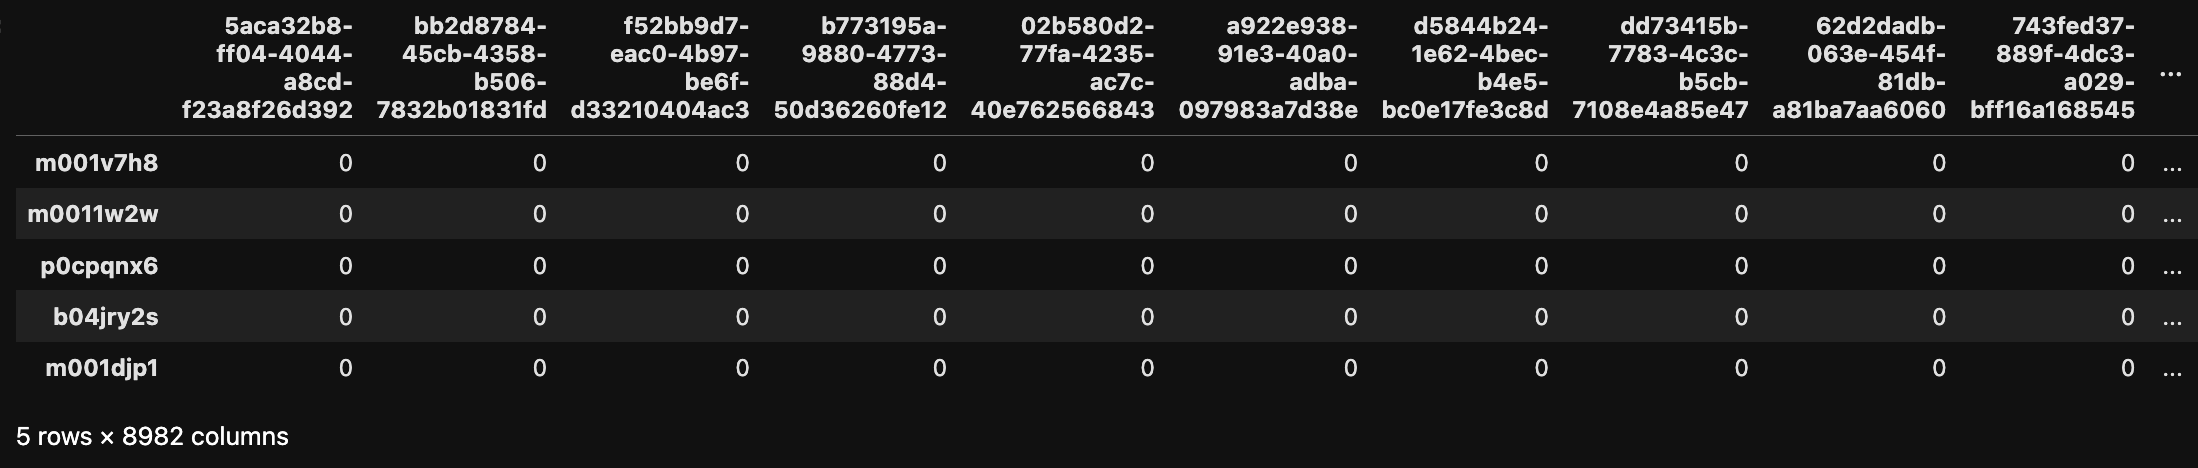 5aca32b8- bb2d8784- f52bb9d7- b773195a- 02b580d2- a922e938- d5844b24- dd73415b- 62d2dadb- 743fed37-
ff04-4044- 45cb-4358- eac0-4b97- 9880-4773- 77fa-4235- 91e3-40a0- 1e62-4bec- 7783-4c3c- 063e-454f- 889f-4dc3- ...
a8cd- b506- be6f- 88d4- ac7c- adba- b4e5- b5cb- 81db- a029-
f23a8f26d392 7832b01831fd d33210404ac3 50d36260fe12 40e762566843 097983a7d38e bc0e17fe3c8d 7108e4a85e47 a81ba7aa6060 bff16a168545
m001v7h8 0 0 0 0 0 0 0 0 0 0 ...
m0011w2w 0 0 0 0 0 0 0 0 0 0 ...
p0cpqnx6 0 0 0 0 0 0 0 0 0 0 ...
b04jry2s 0 0 0 0 0 0 0 0 0 0 ...
m001djp1 0 0 0 0 0 0 0 0 0 0 ...
5 rows × 8982 columns